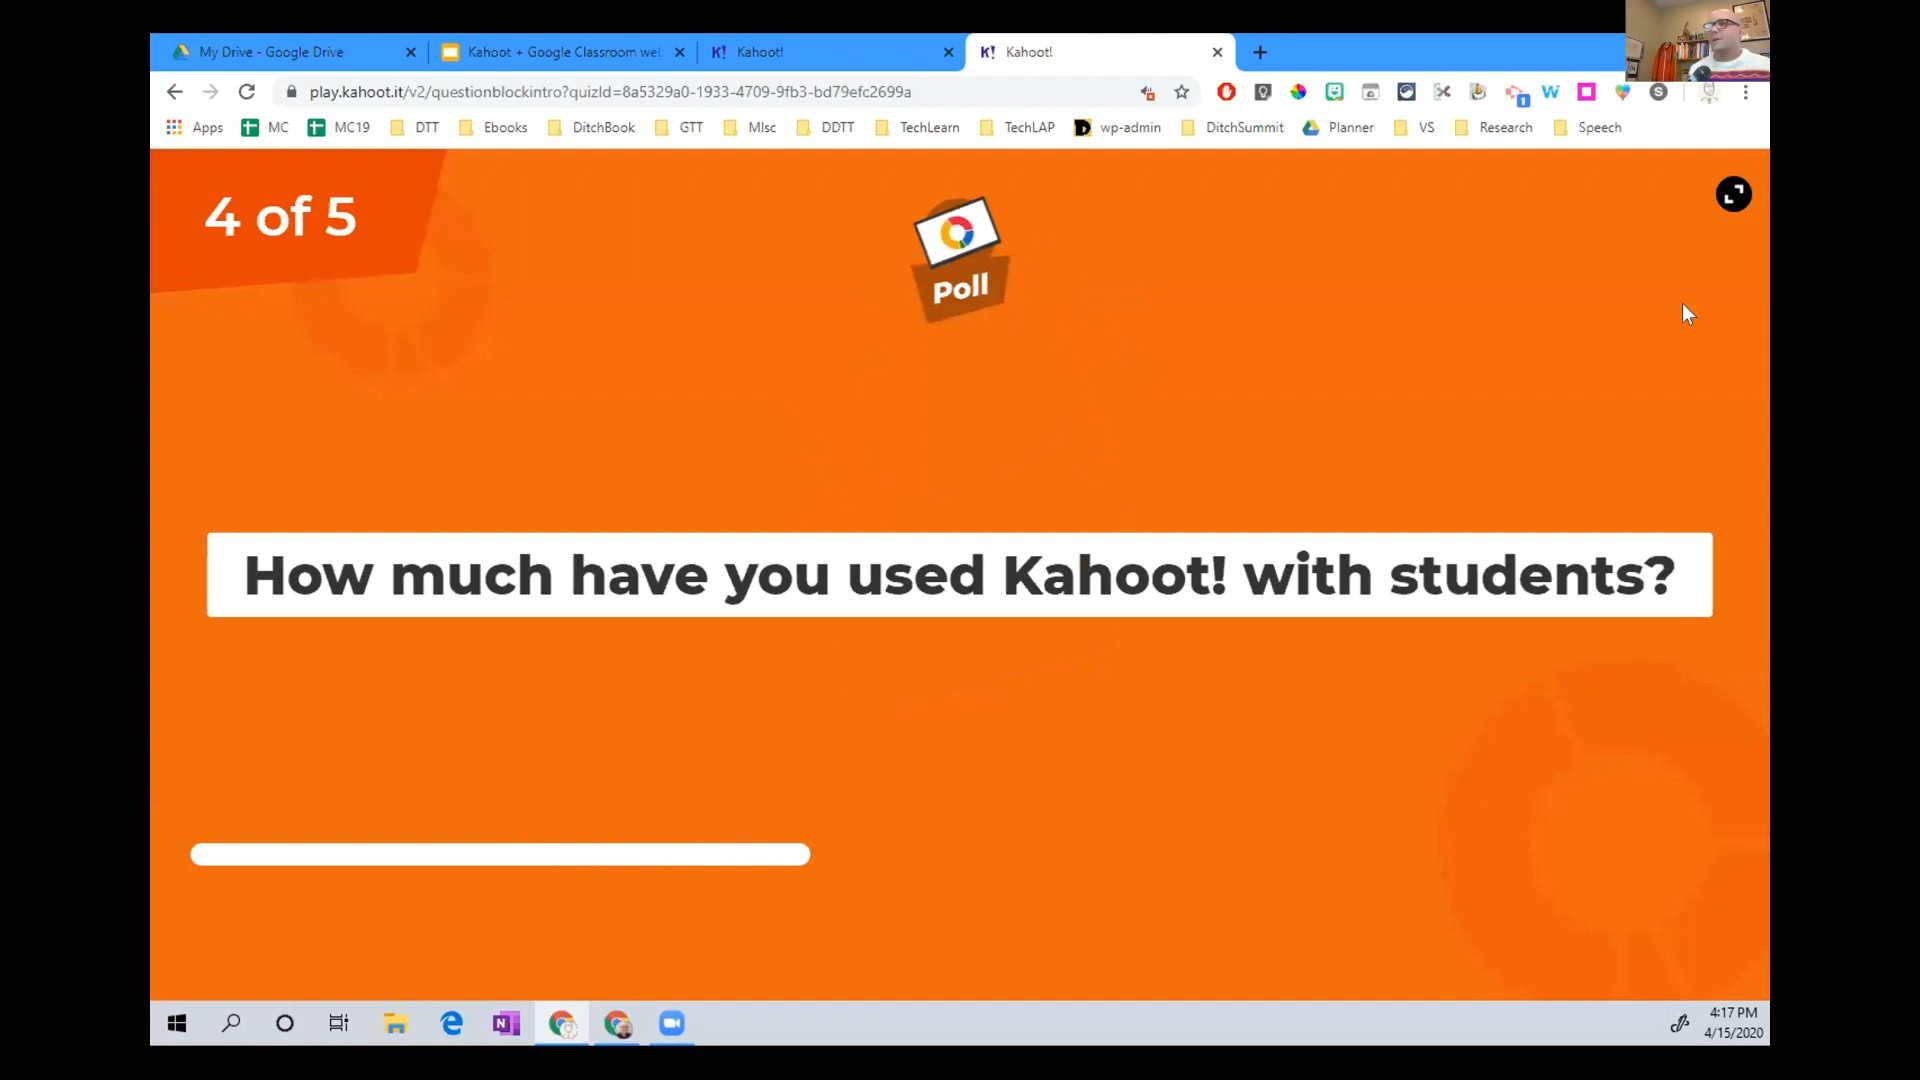 My Drive - Google Drive
Kahoot + Google Classroom web
Kahoot!
Kahoot!
play.kahoot.it/v2/questionblockintro?quizId=8a5329a0-1933-4709-9fb3-bd79efc2699a
Apps MC MC19 DTT Ebooks DitchBook GTT MIsc DDTT TechLearn TechLAP wp-admin DitchSummit Planner VS Research Speech
4 of 5
Poll
How much have you used Kahoot! with students?
4:17 PM
4/15/2020